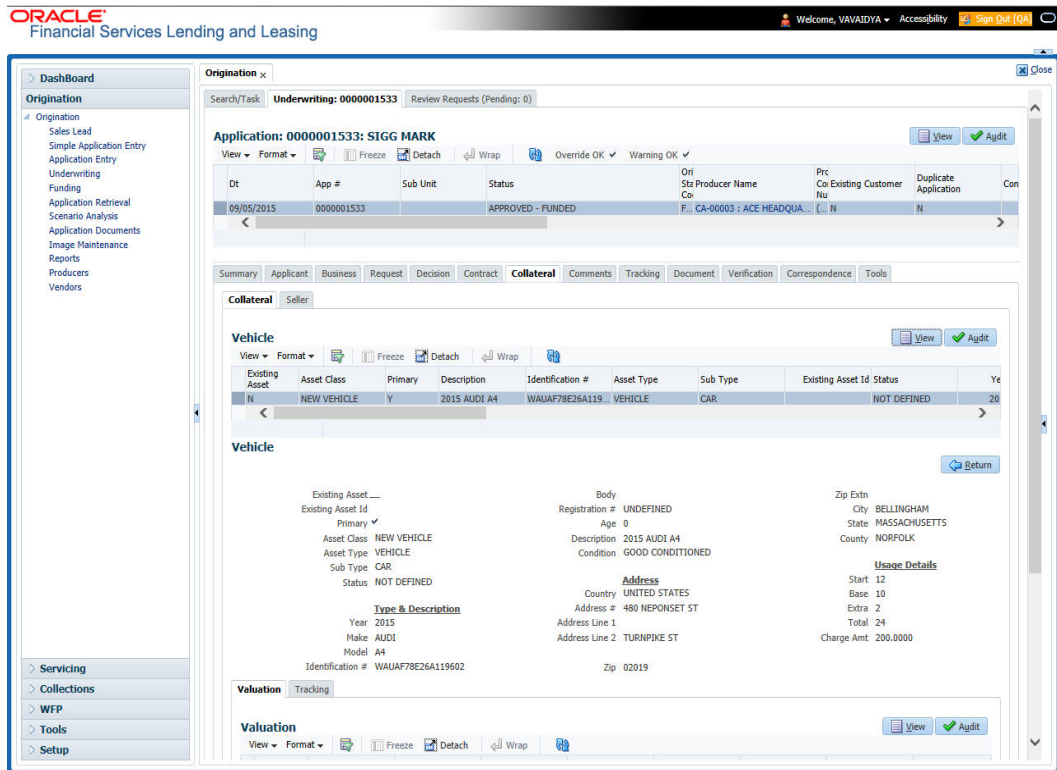 ORACLE'
Financial Services Lending and Leasing
Welcome, VAVAIDYA Accessibility Sign Out [QA]
Close
DashBoard
Origination
Origination
Sales Lead
Simple Application Entry
Application Entry
Underwriting
Funding
Application Retrieval
Scenario Analysis
Application Documents
Image Maintenance
Reports
Producers
Vendors
Servicing
Collections
WFP
Tools
Setup
Origination ×
Search/Task Underwriting: 0000001533 Review Requests (Pending: 0)
Application: 0000001533: SIGG MARK View Audit
View Format Freeze Detach Wrap Override OK Warning OK
Dt App # Sub Unit Status Ori Sta Co Producer Name Pro Co Nu Existing Customer Duplicate Application Con
09/05/2015 0000001533 APPROVED - FUNDED F... CA-00003 : ACE HEADQUA... (... N N
Summary Applicant Business Request Decision Contract Collateral Comments Tracking Document Verification Correspondence Tools
Collateral Seller
Vehicle View Audit
View Format Freeze Detach Wrap
Existing Asset Asset Class Primary Description Identification # Asset Type Sub Type Existing Asset Id Status Ye
N NEW VEHICLE Y 2015 AUDI A4 WAUAF78E26A119... VEHICLE CAR NOT DEFINED 20
Vehicle
Return
Existing Asset
Existing Asset Id
Primary
Asset Class NEW VEHICLE
Asset Type VEHICLE
Sub Type CAR
Status NOT DEFINED
Type & Description
Year 2015
Make AUDI
Model A4
Identification # WAUAF78E26A119602
Body
Registration # UNDEFINED
Age 0
Description 2015 AUDI A4
Condition GOOD CONDITIONED
Address
Country UNITED STATES
Address # 480 NEPONSET ST
Address Line 1
Address Line 2 TURNPIKE ST
Zip 02019
Zip Extn
City BELLINGHAM
State MASSACHUSETTS
County NORFOLK
Usage Details
Start 12
Base 10
Extra 2
Total 24
Charge Amt 200.0000
Valuation Tracking
Valuation View Audit
View Format Freeze Detach Wrap